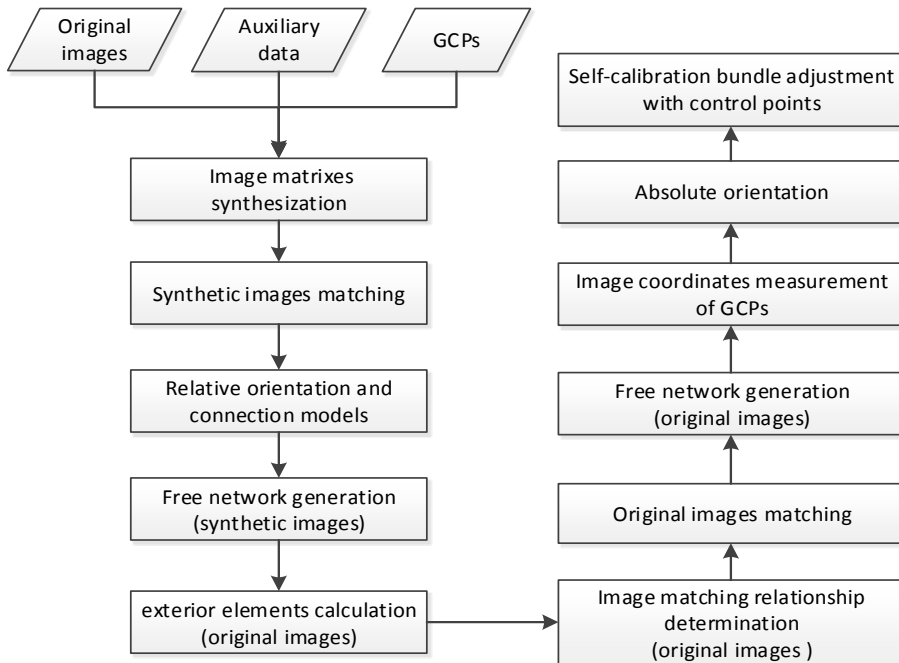 Original
images
Auxiliary
data
GCPs
Image matrixes
synthesization
Synthetic images matching
Relative orientation and
connection models
Free network generation
(synthetic images)
exterior elements calculation
(original images)
Image matching relationship
determination
(original images )
Original images matching
Free network generation
(original images)
Image coordinates measurement
of GCPs
Absolute orientation
Self-calibration bundle adjustment
with control points